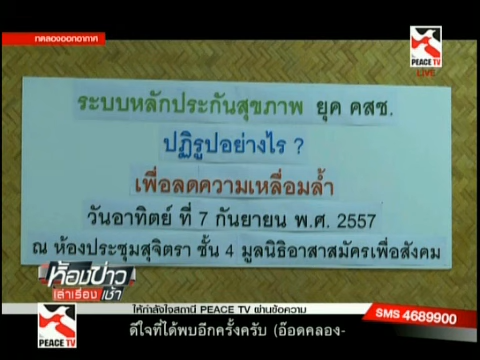 ทดลองออกอากาศ
PEACE TV
LIVE
ระบบหลักประกันสุขภาพ ยุค คสช.
ปฏิรูปอย่างไร ?
เพื่อลดความเหลื่อมล้ำ
วันอาทิตย์ ที่ 7 กันยายน พ.ศ. 2557
ณ ห้องประชุมสุจิตรา ชั้น 4 มูลนิธิอาสาสมัครเพื่อสังคม
ห้องข่าว
เล่าเรื่อง เช้า
ให้กำลังใจสถานี PEACE TV ผ่านข้อความ
SMS 4689900
PEACE TV
ดีใจที่ได้พบอีกครั้งครับ (อ๊อดคลอง-